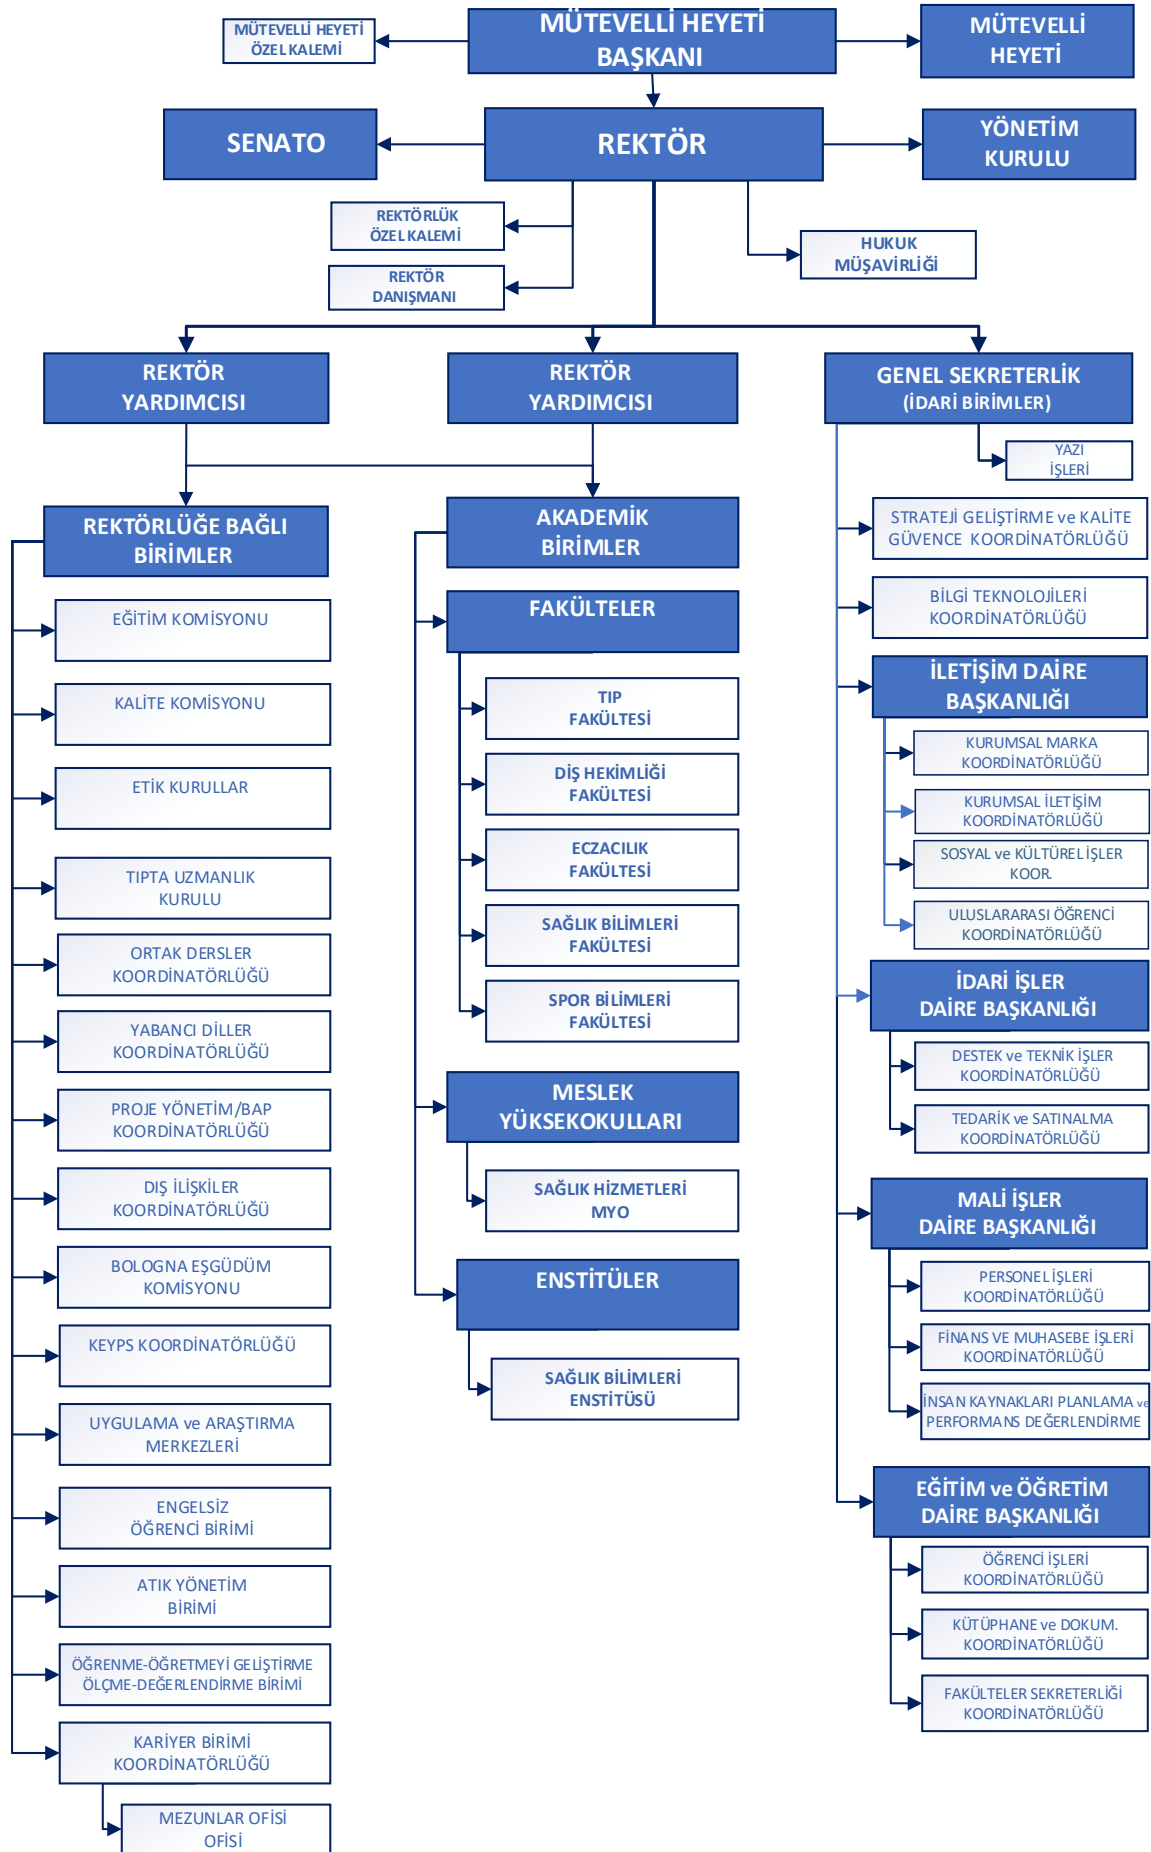 MÜTEVELLİ HEYETİ
ÖZEL KALEMİ
MÜTEVELLİ HEYETİ
BAŞKANI
MÜTEVELLİ
HEYETİ
SENATO
REKTÖR
YÖNETİM
KURULU
REKTÖRLÜK
ÖZEL KALEMİ
HUKUK
MÜŞAVİRLİĞİ
REKTÖR
DANIŞMANI
REKTÖR
YARDIMCISI
REKTÖR
YARDIMCISI
GENEL SEKRETERLİK
(İDARİ BİRİMLER)
YAZI
İŞLERİ
REKTÖRLÜĞE BAĞLI
BİRİMLER
EĞİTİM KOMİSYONU
KALİTE KOMİSYONU
ETİK KURULLAR
TIPTA UZMANLIK
KURULU
ORTAK DERSLER
KOORDİNATÖRLÜĞÜ
YABANCI DİLLER
KOORDİNATÖRLÜĞÜ
PROJE YÖNETİM/BAP
KOORDİNATÖRLÜĞÜ
DIŞ İLİŞKİLER
KOORDİNATÖRLÜĞÜ
BOLOGNA EŞGÜDÜM
KOMİSYONU
KEYPS KOORDİNATÖRLÜĞÜ
UYGULAMA ve ARAŞTIRMA
MERKEZLERİ
ENGELSİZ
ÖĞRENCİ BİRİMİ
ATIK YÖNETİM
BİRİMİ
ÖĞRENME-ÖĞRETMEYİ GELİŞTİRME
ÖLÇME-DEĞERLENDİRME BİRİMİ
KARİYER BİRİMİ
KOORDİNATÖRLÜĞÜ
MEZUNLAR OFİSİ
OFİSİ
AKADEMİK
BİRİMLER
FAKÜLTELER
TIP
FAKÜLTESİ
DİŞ HEKİMLİĞİ
FAKÜLTESİ
ECZACILIK
FAKÜLTESİ
SAĞLIK BİLİMLERİ
FAKÜLTESİ
SPOR BİLİMLERİ
FAKÜLTESİ
MESLEK
YÜKSEKOKULLARI
SAĞLIK HİZMETLERİ
MYO
ENSTİTÜLER
SAĞLIK BİLİMLERİ
ENSTİTÜSÜ
STRATEJİ GELİŞTİRME ve KALİTE
GÜVENCE KOORDİNATÖRLÜĞÜ
BİLGİ TEKNOLOJİLERİ
KOORDİNATÖRLÜĞÜ
İLETİŞİM DAİRE
BAŞKANLIĞI
KURUMSAL MARKA
KOORDİNATÖRLÜĞÜ
KURUMSAL İLETİŞİM
KOORDİNATÖRLÜĞÜ
SOSYAL ve KÜLTÜREL İŞLER
KOOR.
ULUSLARARASI ÖĞRENCİ
KOORDİNATÖRLÜĞÜ
İDARİ İŞLER
DAİRE BAŞKANLIĞI
DESTEK ve TEKNİK İŞLER
KOORDİNATÖRLÜĞÜ
TEDARİK ve SATINALMA
KOORDİNATÖRLÜĞÜ
MALİ İŞLER
DAİRE BAŞKANLIĞI
PERSONEL İŞLERİ
KOORDİNATÖRLÜĞÜ
FİNANS VE MUHASEBE İŞLERİ
KOORDİNATÖRLÜĞÜ
İNSAN KAYNAKLARI PLANLAMA ve
PERFORMANS DEĞERLENDİRME
EĞİTİM ve ÖĞRETİM
DAİRE BAŞKANLIĞI
ÖĞRENCİ İŞLERİ
KOORDİNATÖRLÜĞÜ
KÜTÜPHANE ve DOKUM.
KOORDİNATÖRLÜĞÜ
FAKÜLTELER SEKRETERLİĞİ
KOORDİNATÖRLÜĞÜ